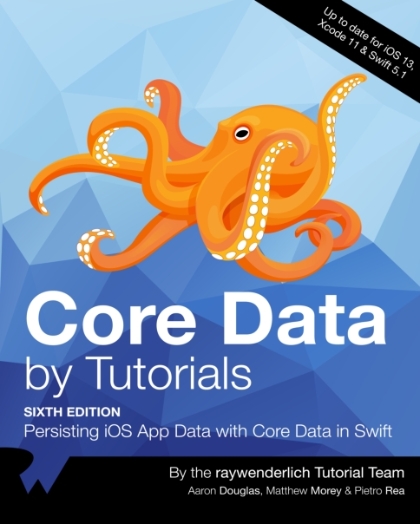 Up to date for iOS 13,
Xcode 11 & Swift 5.1
Core Data
by Tutorials
SIXTH EDITION
Persisting iOS App Data with Core Data in Swift
By the raywenderlich Tutorial Team
Aaron Douglas, Matthew Morey & Pietro Rea